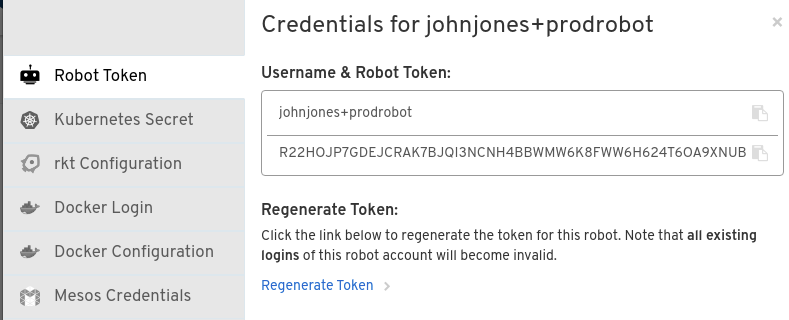 Credentials for johnjones+prodrobot
Robot Token
Kubernetes Secret
rkt Configuration
Docker Login
Docker Configuration
Mesos Credentials
Username & Robot Token:
johnjones+prodrobot
R22HOJP7GDEJCRAK7BJQI3NCNH4BBWMW6K8FWW6H624T6OA9XNUB
Regenerate Token:
Click the link below to regenerate the token for this robot. Note that all existing
logins of this robot account will become invalid.
Regenerate Token